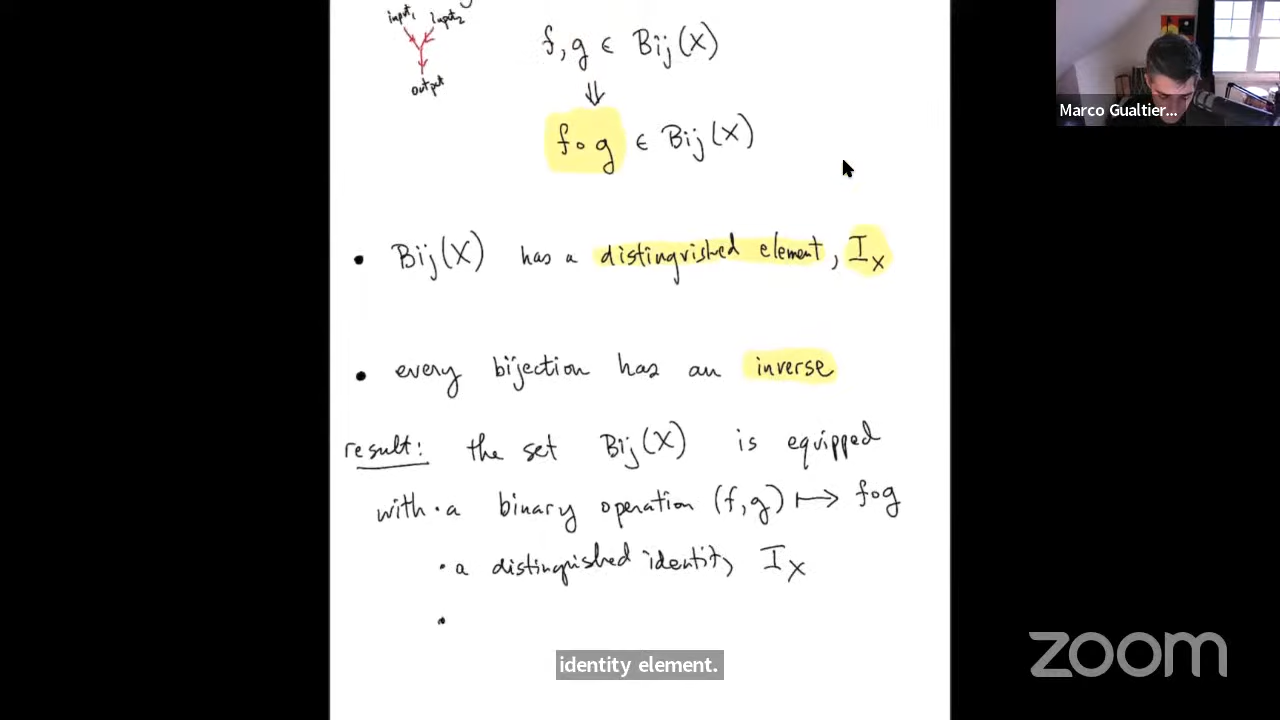 input₁ input₂
output
f, g ∈ Bij(X)
⇓
f∘g ∈ Bij(X)
• Bij(X) has a distinguished element, I_X
• every bijection has an inverse
result: the set Bij(X) is equipped
with • a binary operation (f,g) ⟼ f∘g
• a distinguished identity I_X
•
identity element.
Marco Gualtier...
zoom